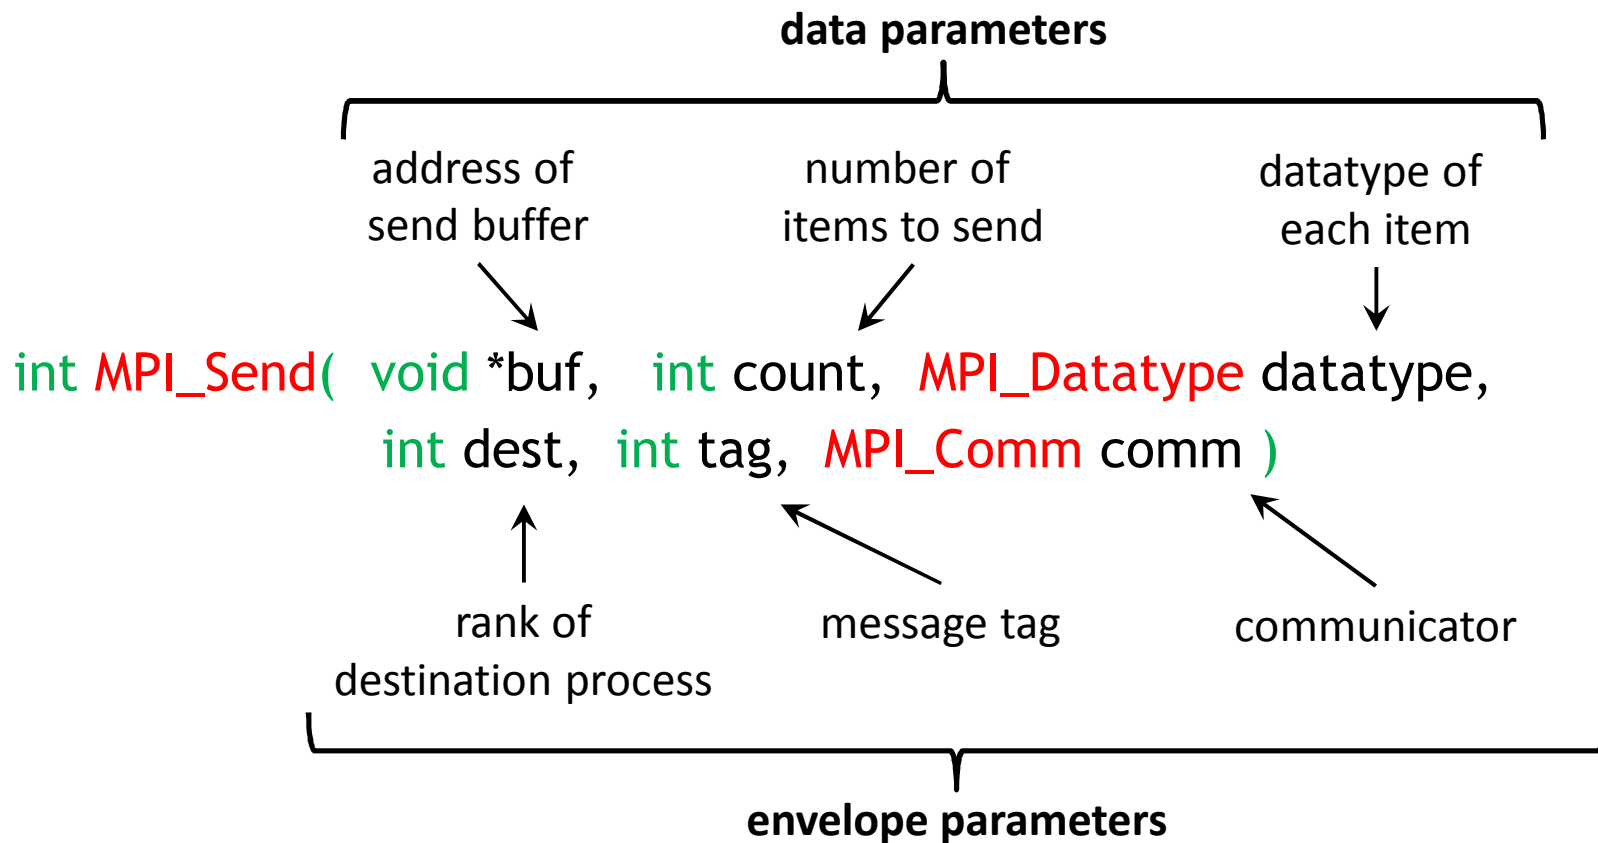 data parameters
address of
send buffer
number of
items to send
datatype of
each item
int MPI_Send( void *buf, int count, MPI_Datatype datatype,
int dest, int tag, MPI_Comm comm )
rank of
destination process
message tag
communicator
envelope parameters